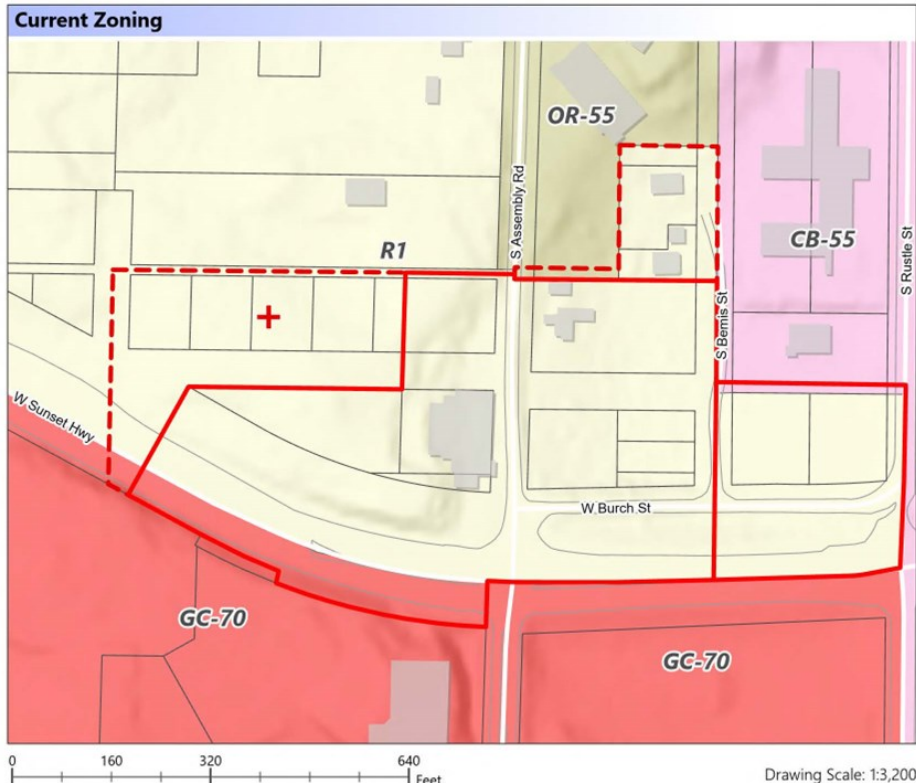 Current Zoning
OR-55
S Assembly Rd
CB-55
S Rustle St
R1
S Bemis St
W Sunset Hwy
W Burch St
GC-70
GC-70
0 160 320 640
Feet
Drawing Scale: 1:3,200